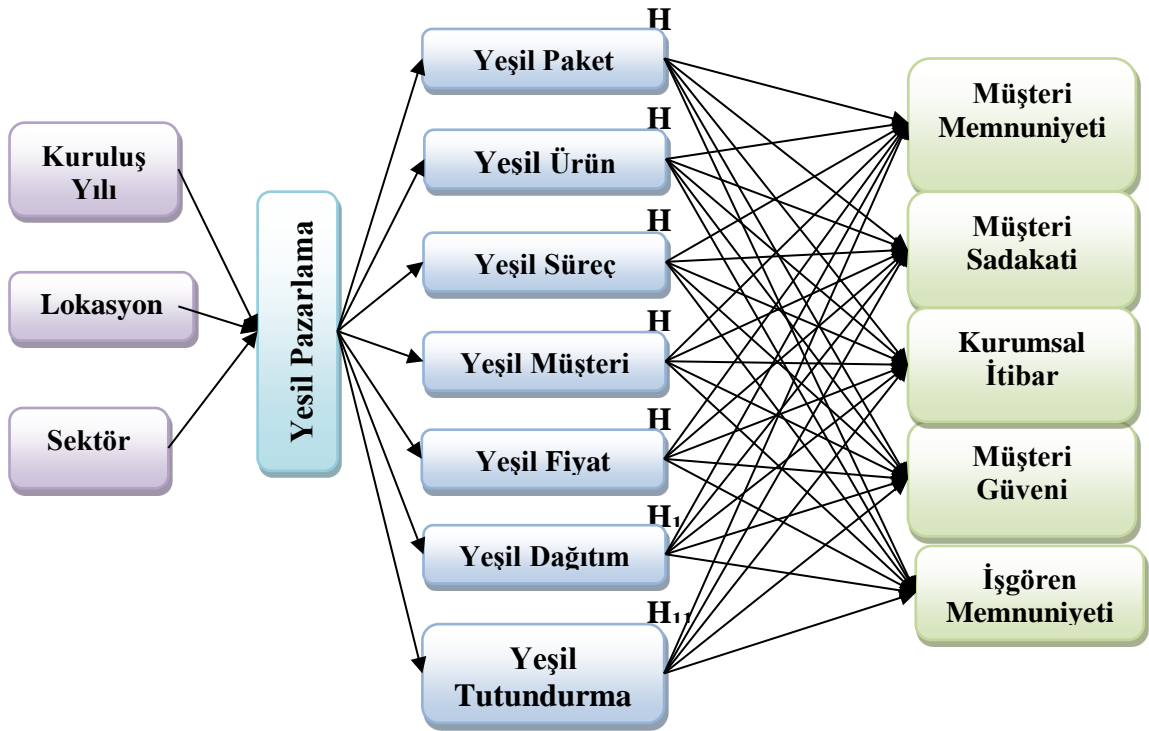 Kuruluş
Yılı
Lokasyon
Sektör
Yesil Pazarlama
H
Yeşil Paket
H
Yeşil Ürün
H
Yeşil Süreç
H
Yeşil Müşteri
H
Yeşil Fiyat
H₁
Yeşil Dağıtım
H₁₁
Yeşil
Tutundurma
Müşteri
Memnuniyeti
Müşteri
Sadakati
Kurumsal
İtibar
Müşteri
Güveni
İşgören
Memnuniyeti